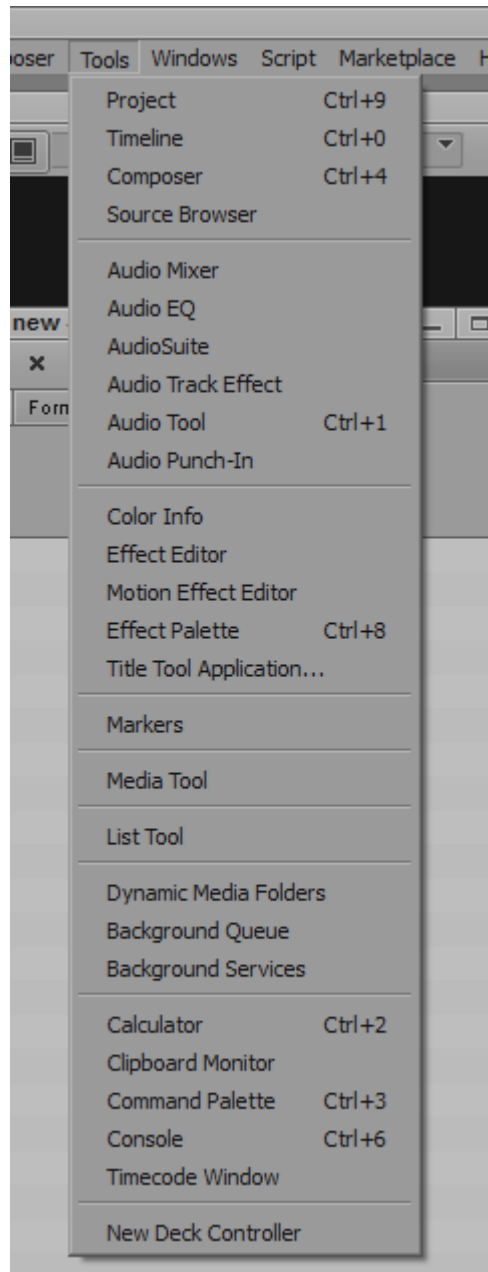 oser Tools Windows Script Marketplace H
Project Ctrl+9
Timeline Ctrl+0
Composer Ctrl+4
Source Browser
Audio Mixer
new
Audio EQ
AudioSuite
Audio Track Effect
Form
Audio Tool Ctrl+1
Audio Punch-In
Color Info
Effect Editor
Motion Effect Editor
Effect Palette Ctrl+8
Title Tool Application...
Markers
Media Tool
List Tool
Dynamic Media Folders
Background Queue
Background Services
Calculator Ctrl+2
Clipboard Monitor
Command Palette Ctrl+3
Console Ctrl+6
Timecode Window
New Deck Controller